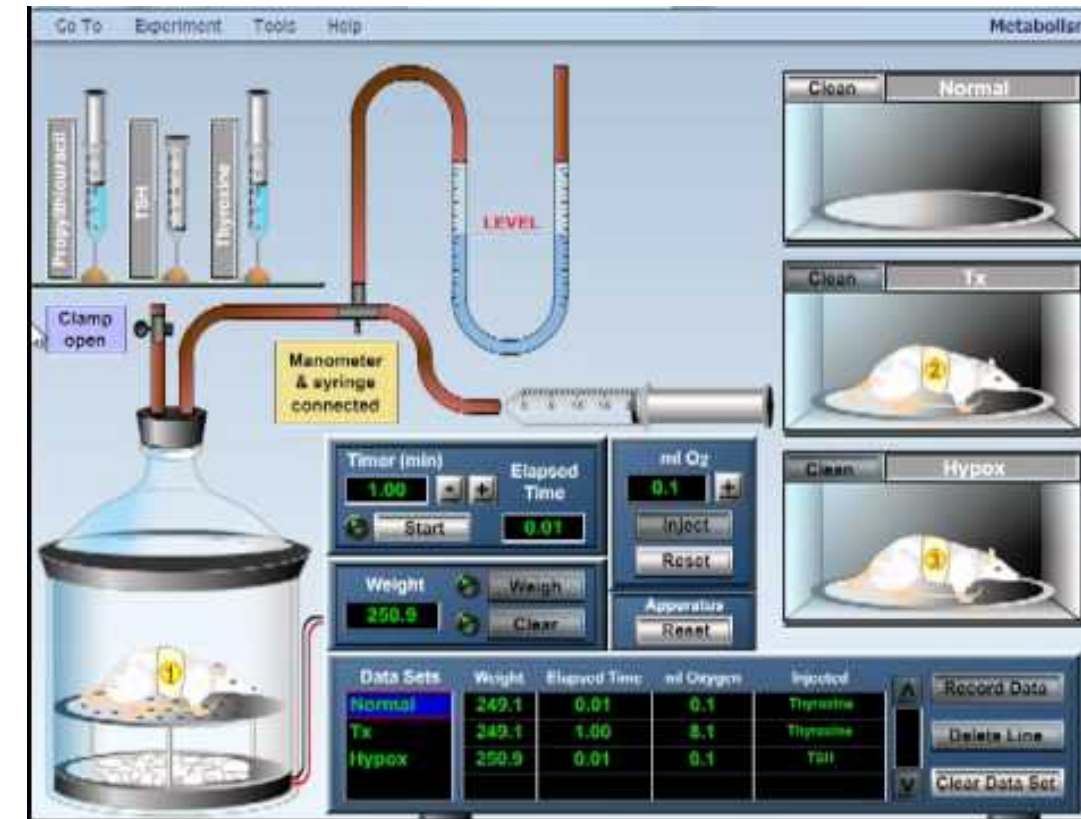 Go To Experiment Tools Help Metabolism
Propylthiouracil
TSH
Thyroxine
LEVEL
Clamp
open
Manometer
& syringe
connected
Clean Normal
Clean Tx
Clean Hypox
Timer (min)
1.00 - +
Start
Elapsed
Time
0.01
ml O2
0.1 +
Inject
Reset
Weight
250.9
Weigh
Clear
Apparatus
Reset
Data Sets Weight Elapsed Time ml Oxygen Injected
Normal 249.1 0.01 0.1 Thyroxine
Tx 249.1 1.00 8.1 Thyroxine
Hypox 250.9 0.01 0.1 TSH
Record Data
Delete Line
Clear Data Set
1
2
3